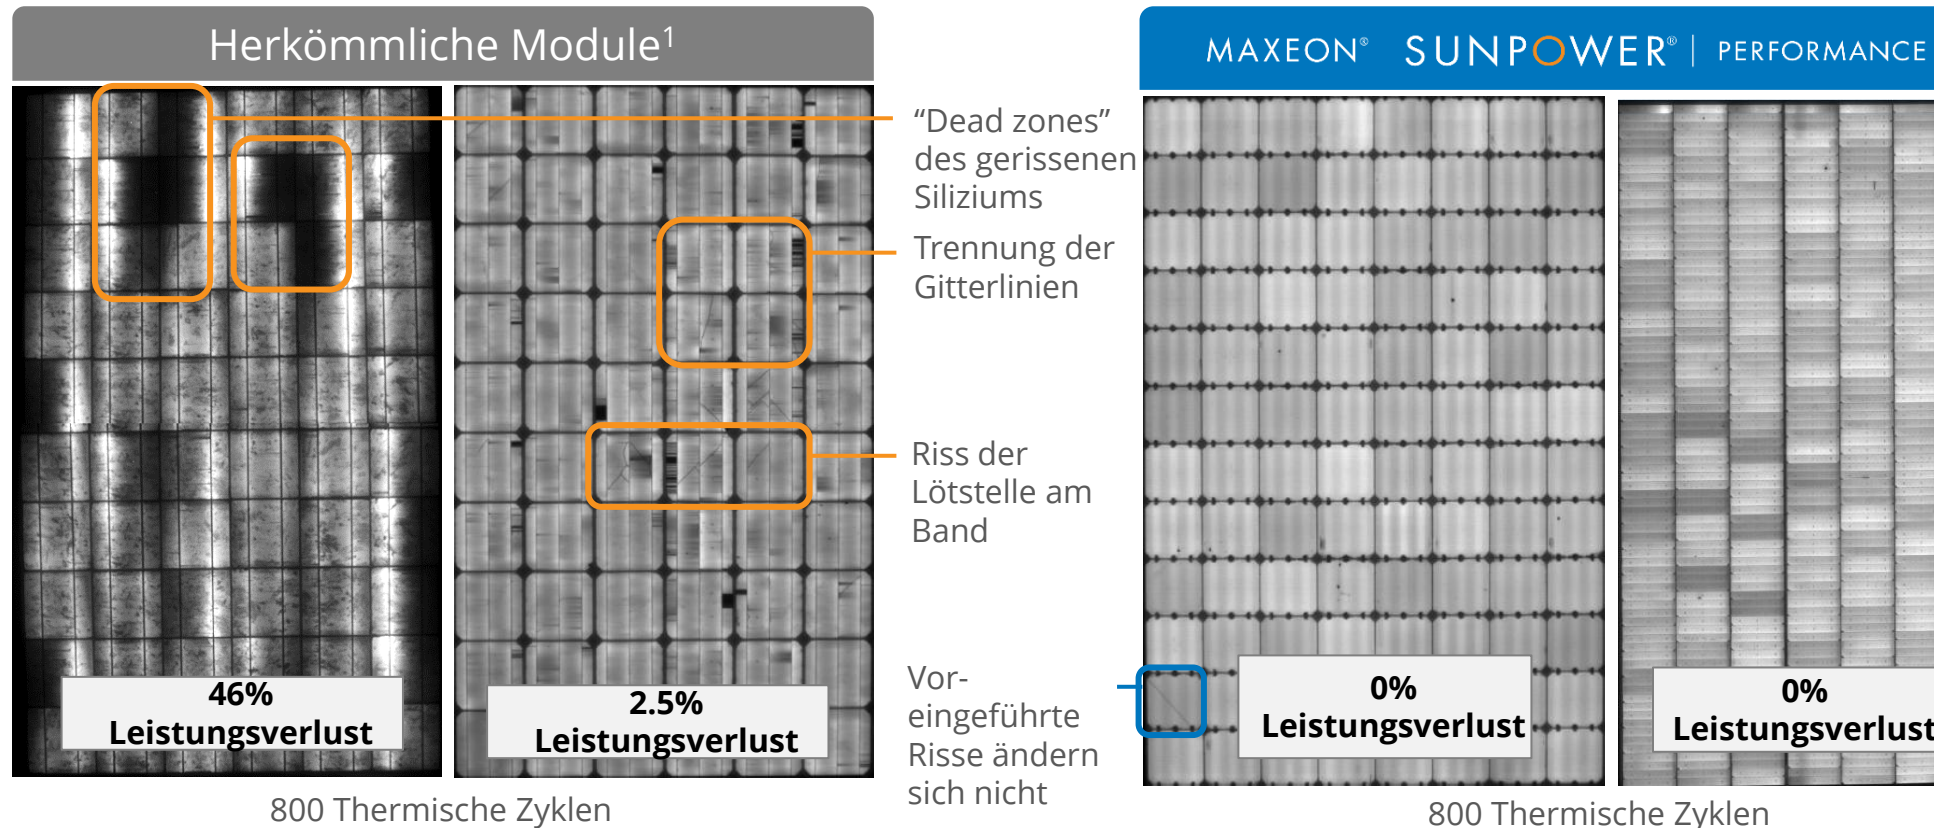 Herkömmliche Module1
MAXEON® SUNPOWER® | PERFORMANCE
“Dead zones”
des gerissenen
Siliziums
Trennung der
Gitterlinien
Riss der
Lötstelle am
Band
Vor-
eingeführte
Risse ändern
sich nicht
46%
Leistungsverlust
2.5%
Leistungsverlust
0%
Leistungsverlust
0%
Leistungsverlust
800 Thermische Zyklen
800 Thermische Zyklen